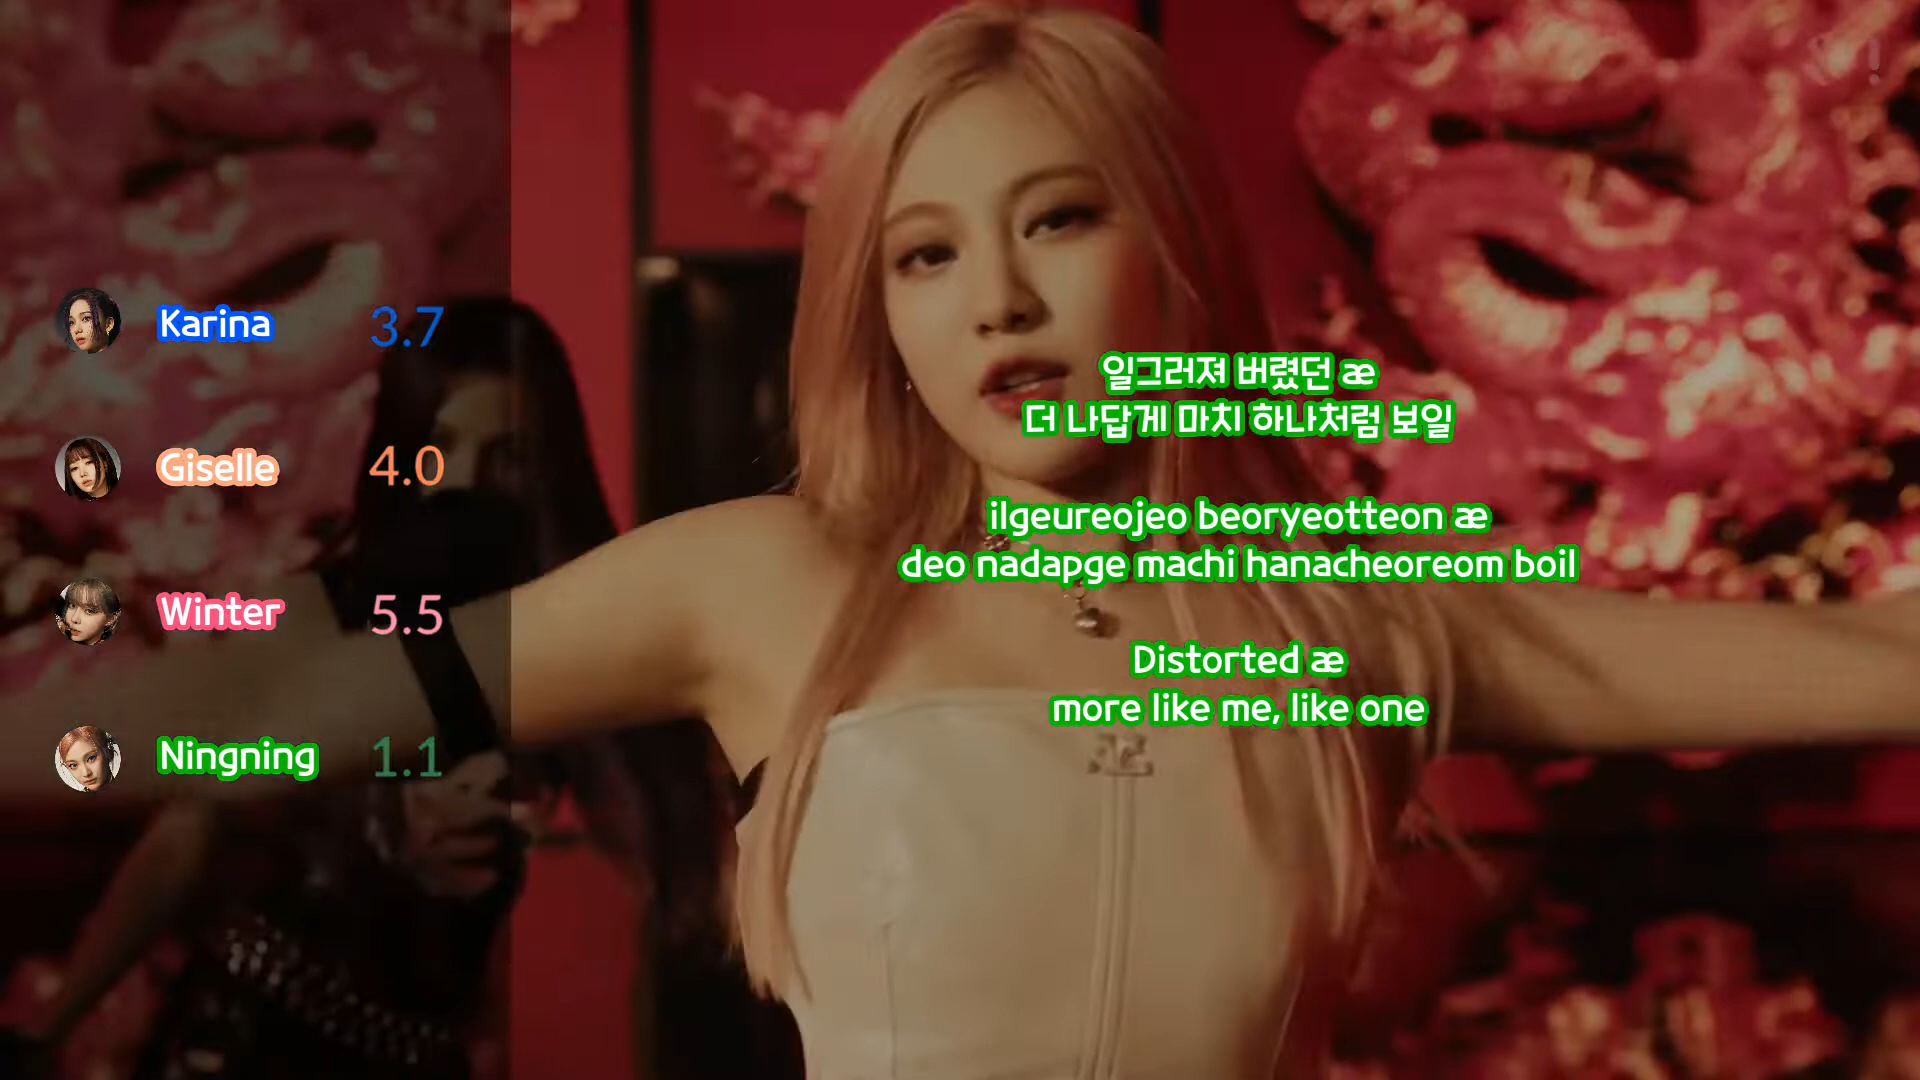 Karina 3.7
Giselle 4.0
Winter 5.5
Ningning 1.1
일그러져 버렸던 æ
더 나답게 마치 하나처럼 보일
ilgeureojeo beoryeotteon æ
deo nadapge machi hanacheoreom boil
Distorted æ
more like me, like one